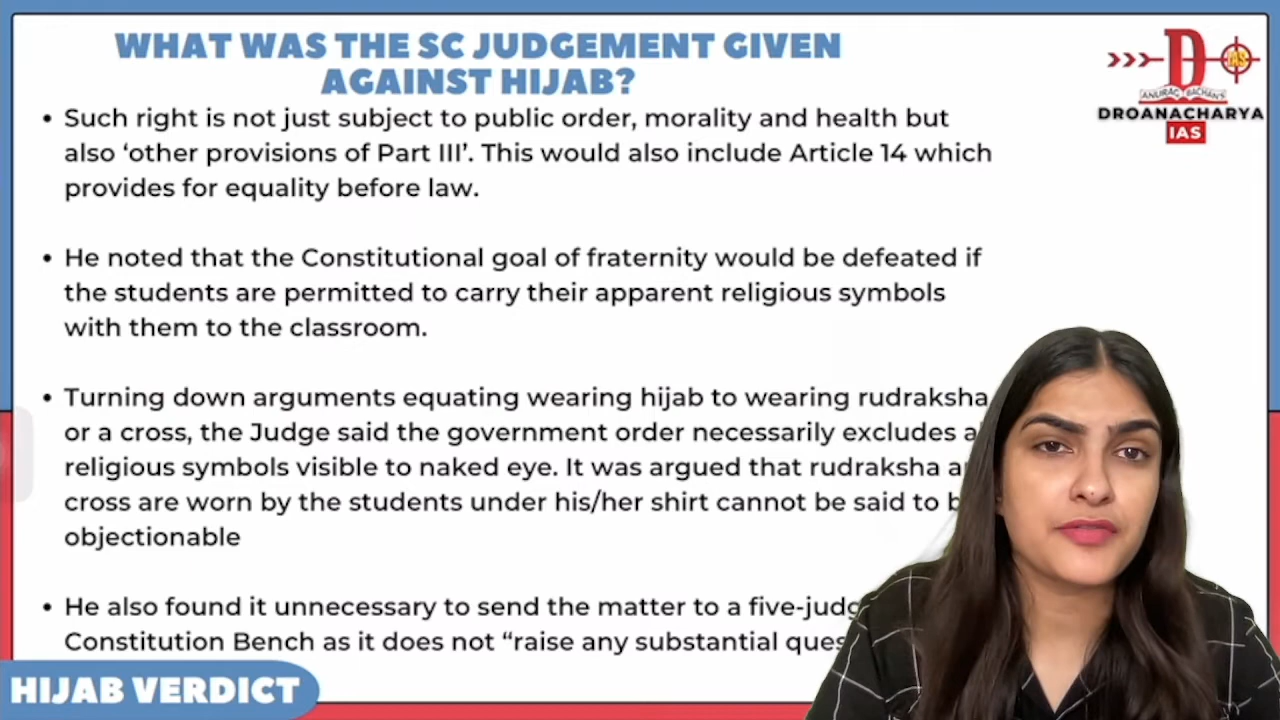 WHAT WAS THE SC JUDGEMENT GIVEN
AGAINST HIJAB?
• Such right is not just subject to public order, morality and health but
also ‘other provisions of Part III’. This would also include Article 14 which
provides for equality before law.
• He noted that the Constitutional goal of fraternity would be defeated if
the students are permitted to carry their apparent religious symbols
with them to the classroom.
• Turning down arguments equating wearing hijab to wearing rudraksha
or a cross, the Judge said the government order necessarily excludes
religious symbols visible to naked eye. It was argued that rudraksha
cross are worn by the students under his/her shirt cannot be said to
objectionable
• He also found it unnecessary to send the matter to a
Constitution Bench as it does not “raise any substantial
HIJAB VERDICT
D
IAS
ANURAG BACHAN'S
DROANACHARYA
IAS